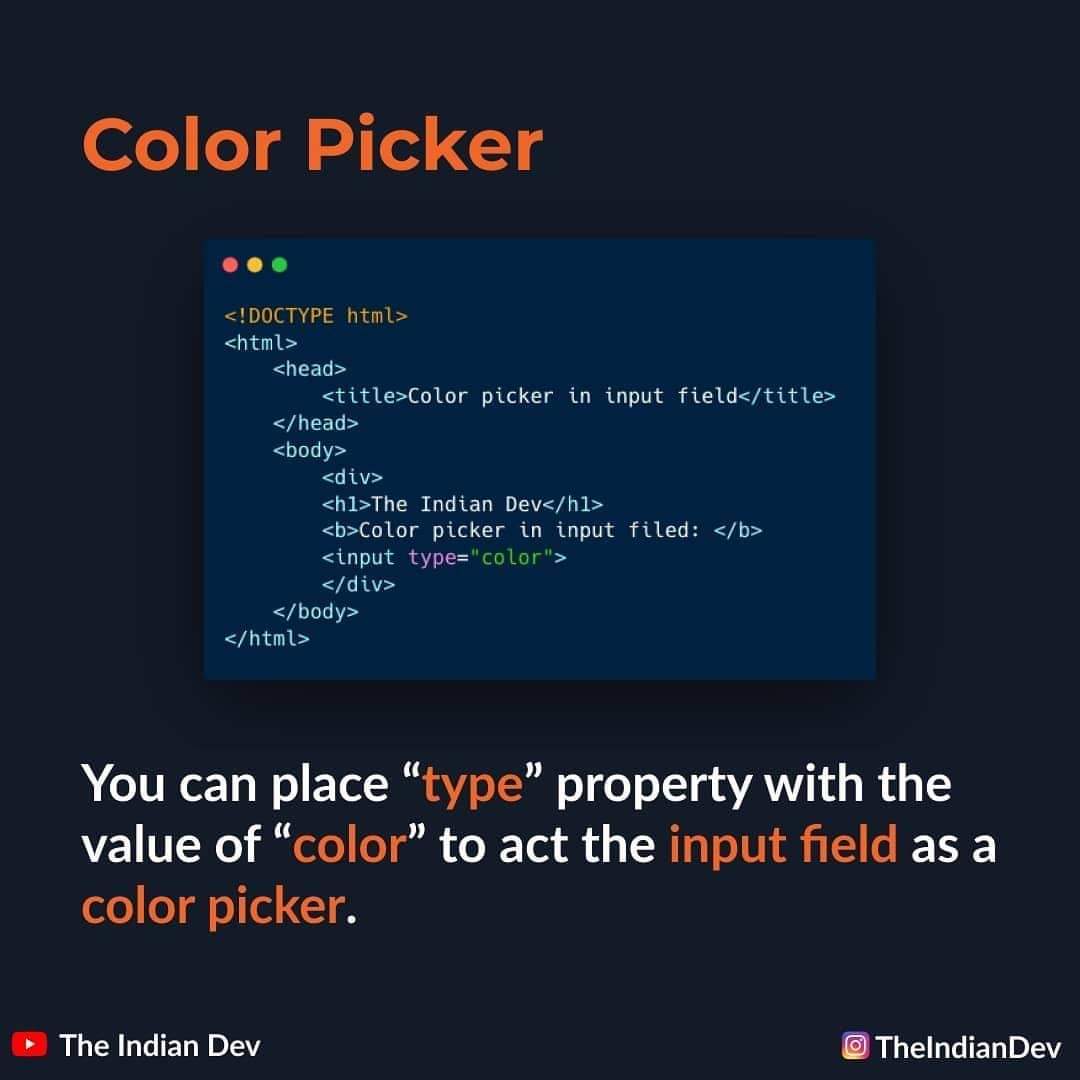 Color Picker
<!DOCTYPE html>
<html>
    <head>
        <title>Color picker in input field</title>
    </head>
    <body>
        <div>
        <h1>The Indian Dev</h1>
        <b>Color picker in input filed: </b>
        <input type="color">
        </div>
    </body>
</html>
You can place “type” property with the
value of “color” to act the input field as a
color picker.
The Indian Dev
TheIndianDev